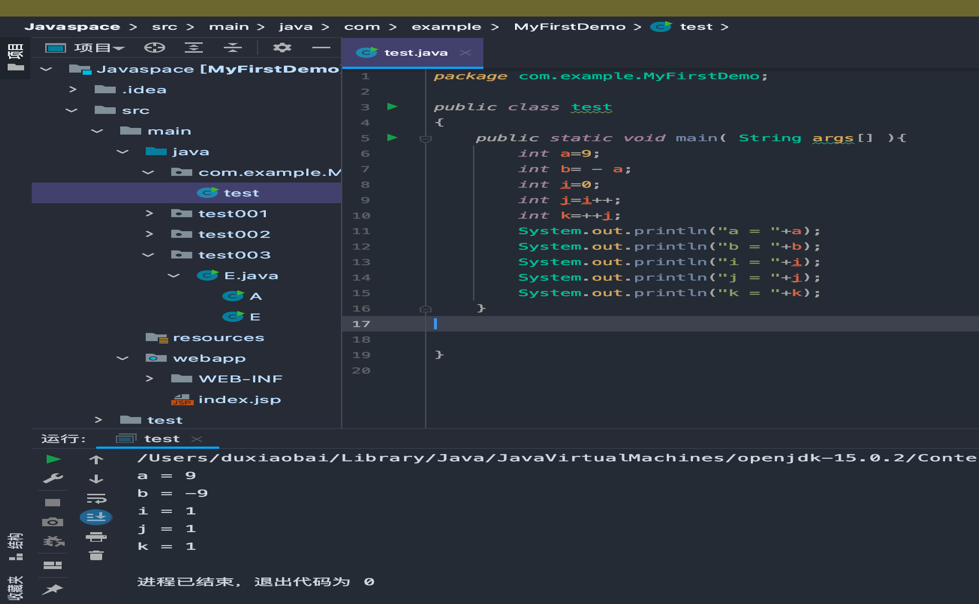 Javaspace > src > main > java > com > example > MyFirstDemo > test >
项目
项目
test.java
Javaspace [MyFirstDemo
.idea
src
main
java
com.example.M
test
test001
test002
test003
E.java
A
E
resources
webapp
WEB-INF
index.jsp
test
1 package com.example.MyFirstDemo;
2
3 public class test
4 {
5 public static void main( String args[] ){
6 int a=9;
7 int b= - a;
8 int i=0;
9 int j=i++;
10 int k=++j;
11 System.out.println("a = "+a);
12 System.out.println("b = "+b);
13 System.out.println("i = "+i);
14 System.out.println("j = "+j);
15 System.out.println("k = "+k);
16 }
17
18
19 }
20
运行: test
/Users/duxiaobai/Library/Java/JavaVirtualMachines/openjdk-15.0.2/Conte
a = 9
b = -9
i = 1
j = 1
k = 1
进程已结束, 退出代码为 0
结构
收藏夹